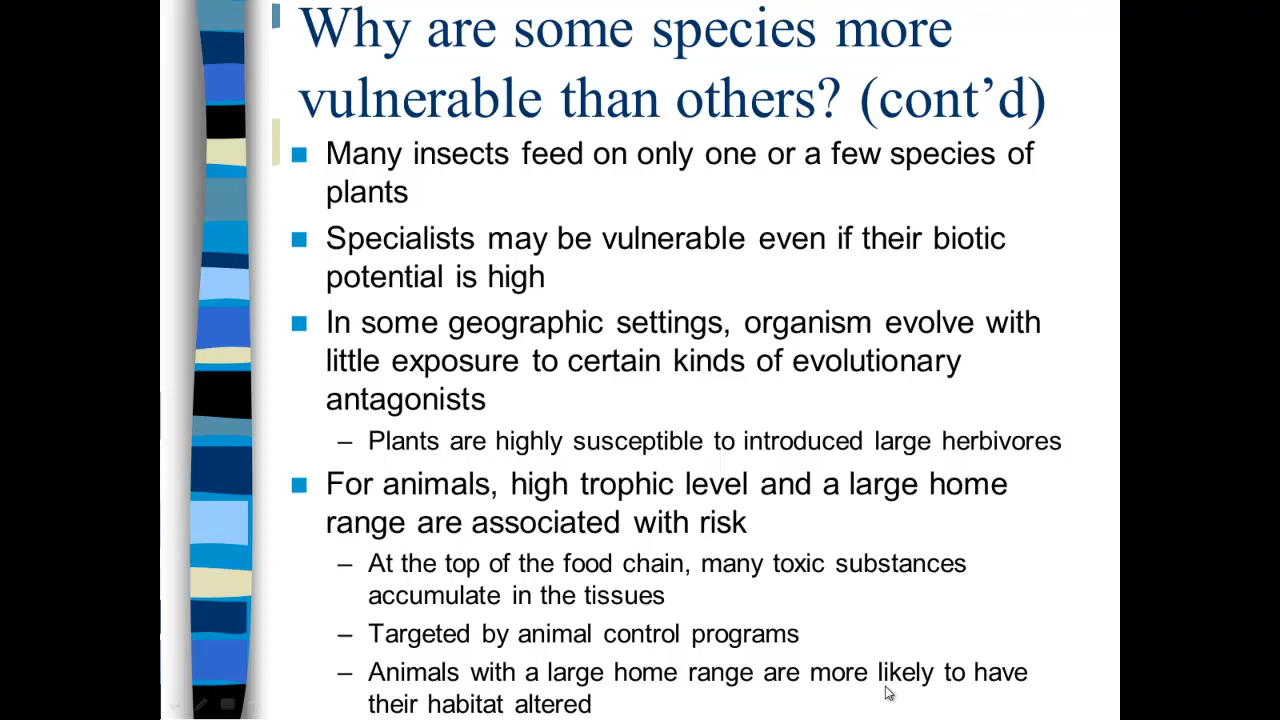 Why are some species more
vulnerable than others? (cont’d)
Many insects feed on only one or a few species of
plants
Specialists may be vulnerable even if their biotic
potential is high
In some geographic settings, organism evolve with
little exposure to certain kinds of evolutionary
antagonists
– Plants are highly susceptible to introduced large herbivores
For animals, high trophic level and a large home
range are associated with risk
– At the top of the food chain, many toxic substances
accumulate in the tissues
– Targeted by animal control programs
– Animals with a large home range are more likely to have
their habitat altered